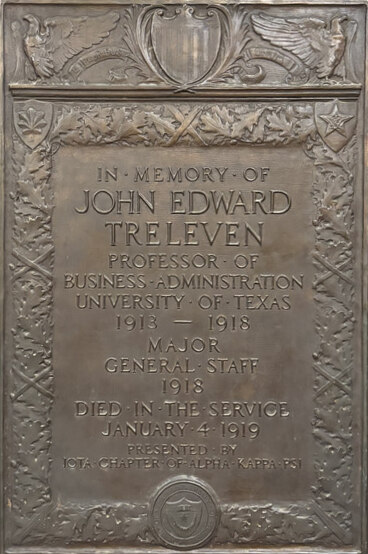 IN · MEMORY · OF
JOHN EDWARD
TRELEVEN
PROFESSOR · OF
BUSINESS · ADMINISTRATION
UNIVERSITY · OF · TEXAS
1913 — 1918
MAJOR
GENERAL · STAFF
1918
DIED · IN · THE · SERVICE
JANUARY · 4 · 1919
PRESENTED · BY
IOTA · CHAPTER · OF · ALPHA · KAPPA · PSI